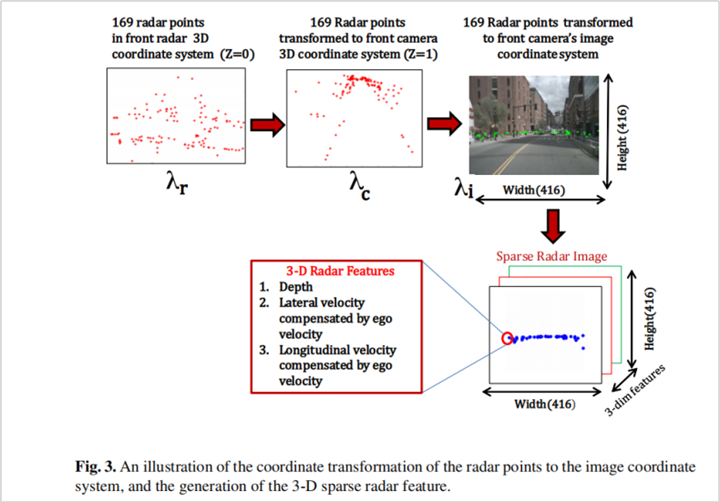 169 radar points
in front radar 3D
coordinate system (Z=0)
169 Radar points
transformed to front camera
3D coordinate system (Z=1)
169 Radar points transformed
to front camera's image
coordinate system
λr
λc
λi
Width(416)
Height(416)
Sparse Radar Image
3-D Radar Features
1. Depth
2. Lateral velocity
compensated by ego
velocity
3. Longitudinal velocity
compensated by ego
velocity
Height(416)
3-dim features
Width(416)
Fig. 3. An illustration of the coordinate transformation of the radar points to the image coordinate
system, and the generation of the 3-D sparse radar feature.